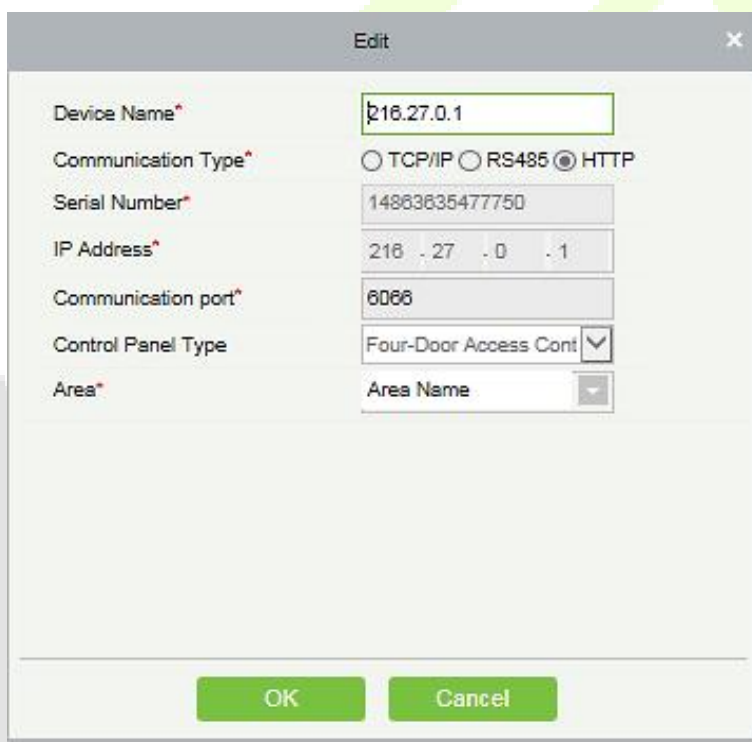 Edit ×
Device Name* 216.27.0.1
Communication Type* TCP/IP RS485 HTTP
Serial Number* 14863635477750
IP Address* 216 . 27 . 0 . 1
Communication port* 6066
Control Panel Type Four-Door Access Cont
Area* Area Name
OK Cancel